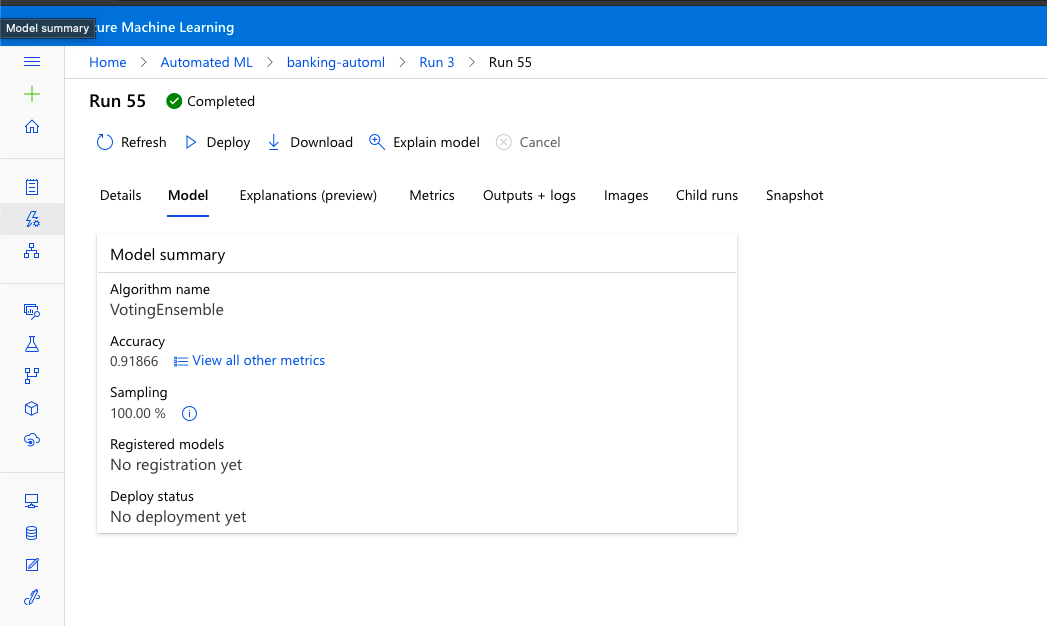 Model summary
ure Machine Learning
Home > Automated ML > banking-automl > Run 3 > Run 55
Run 55 Completed
Refresh Deploy Download Explain model Cancel
Details Model Explanations (preview) Metrics Outputs + logs Images Child runs Snapshot
Model summary
Algorithm name
VotingEnsemble
Accuracy
0.91866 View all other metrics
Sampling
100.00 %
Registered models
No registration yet
Deploy status
No deployment yet